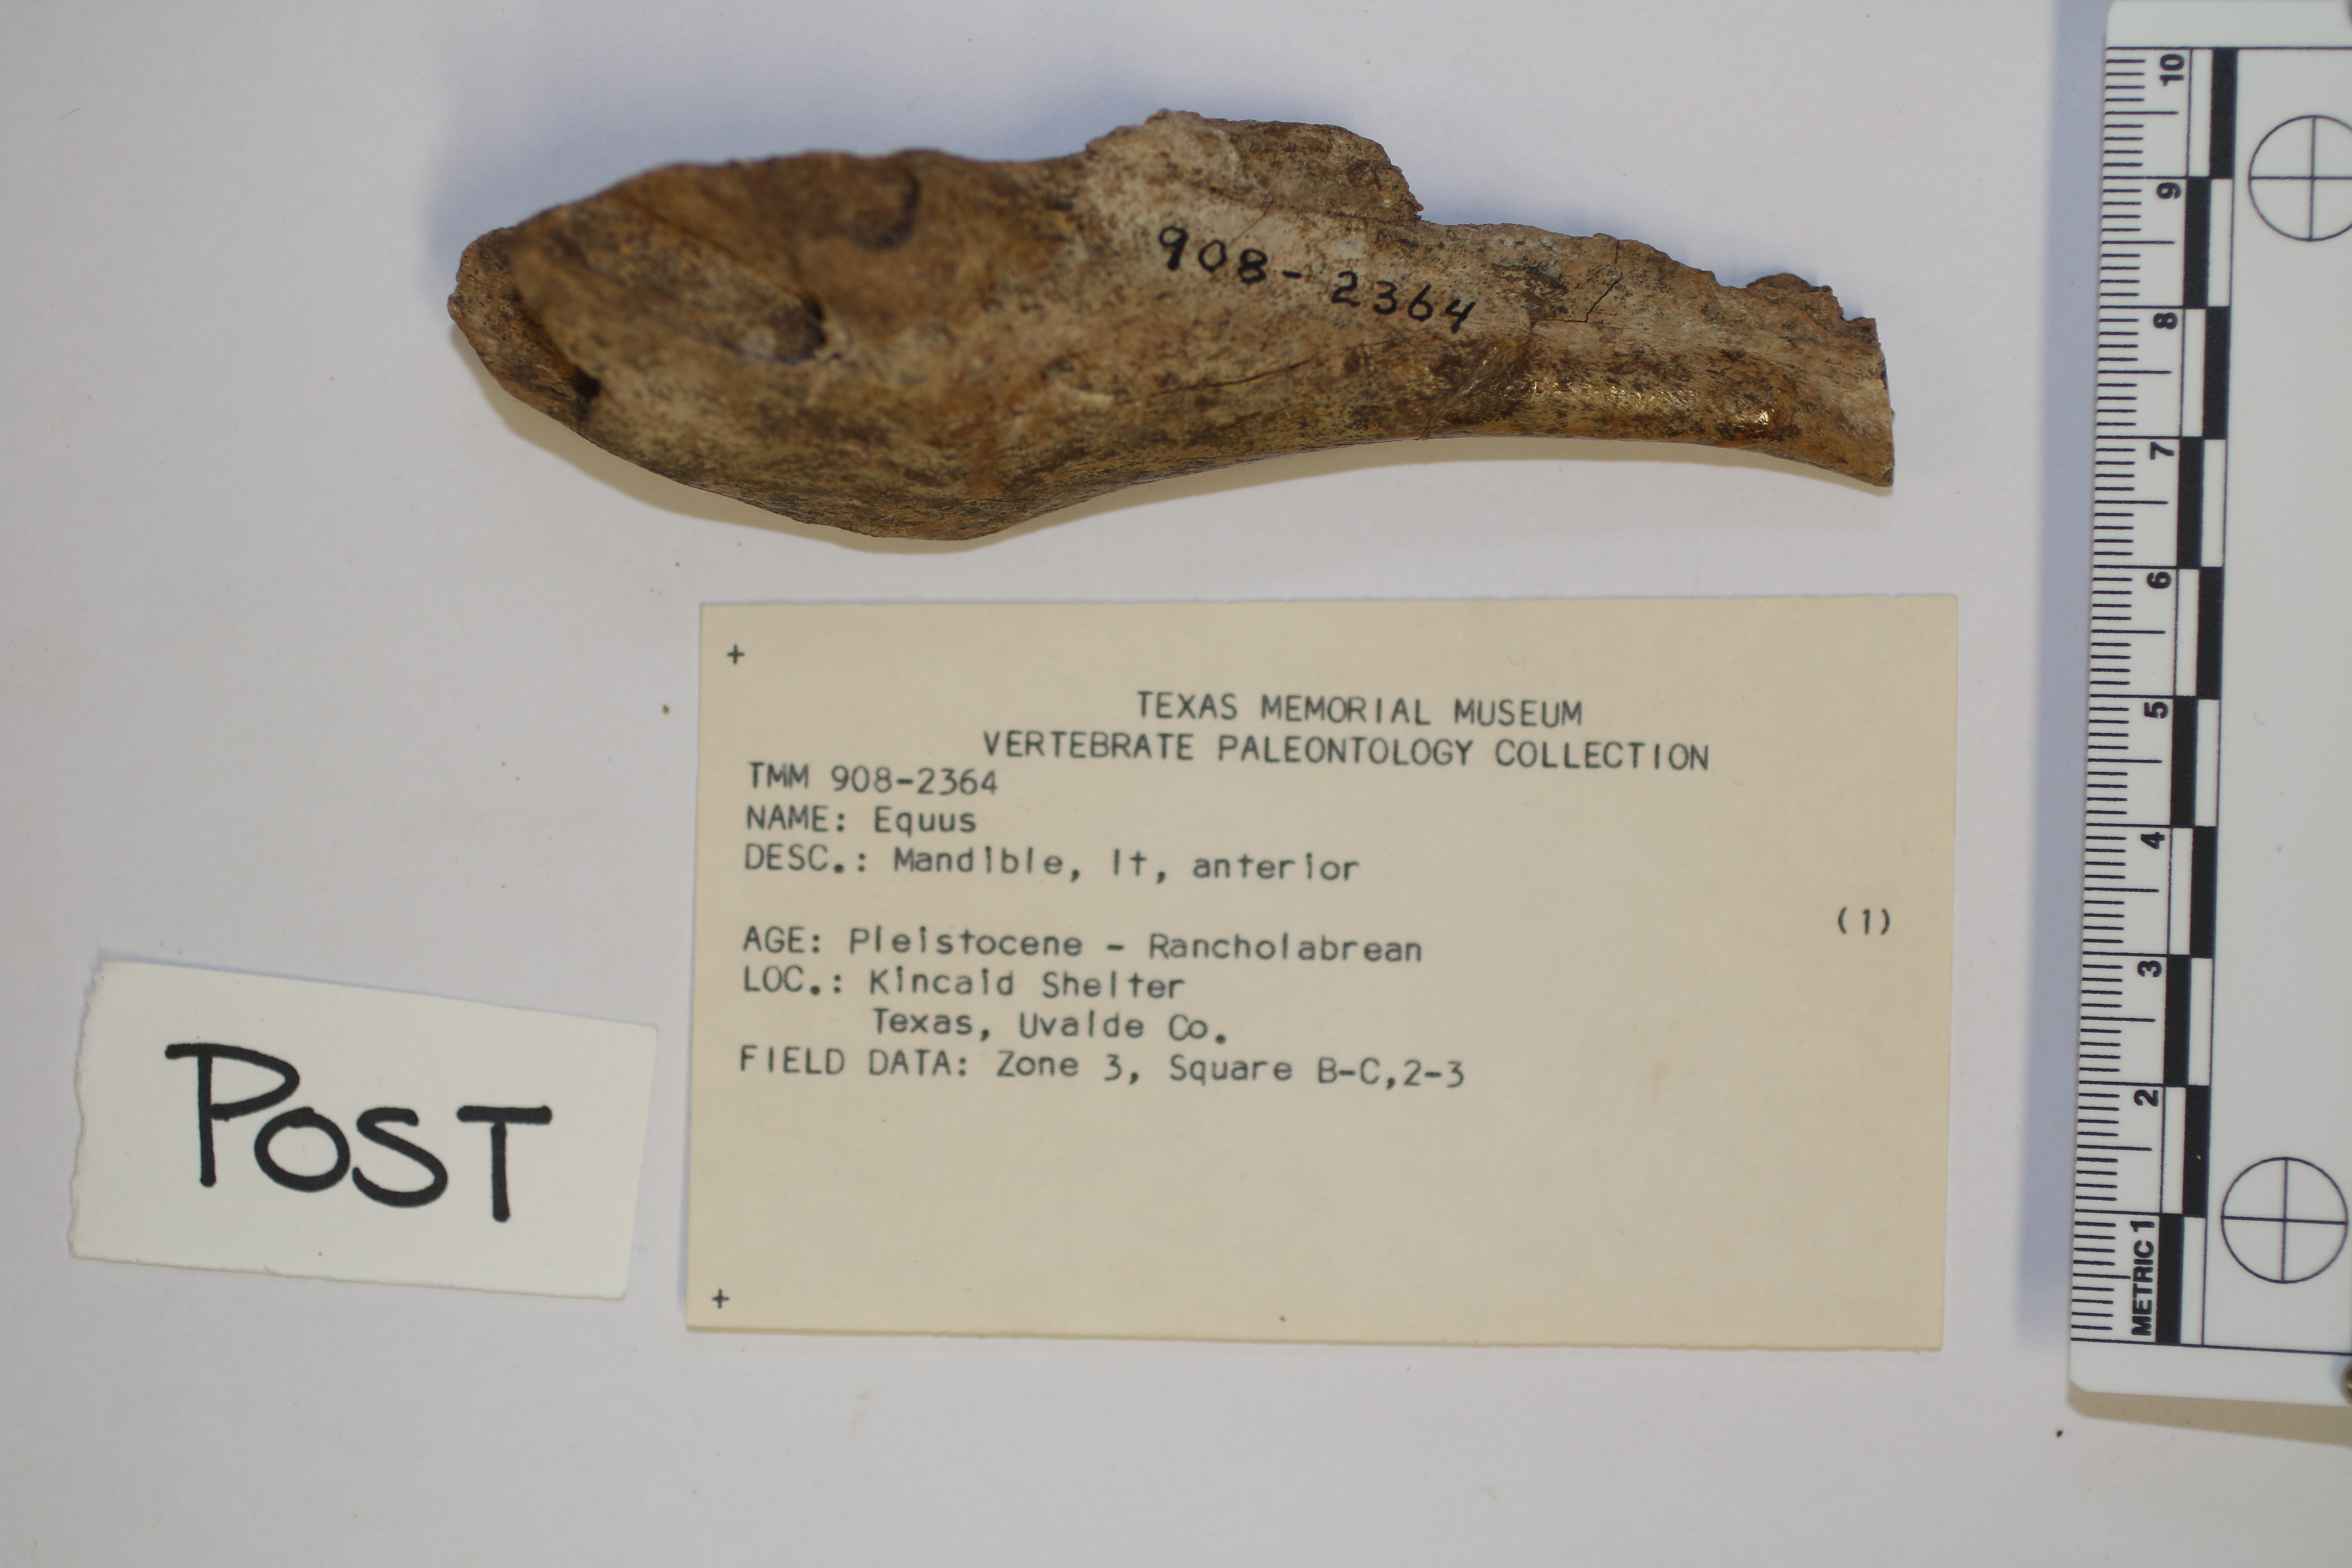 908-2364
+
TEXAS MEMORIAL MUSEUM
VERTEBRATE PALEONTOLOGY COLLECTION
TMM 908-2364
NAME: Equus
DESC.: Mandible, lt, anterior
(1)
AGE: Pleistocene - Rancholabrean
LOC.: Kincaid Shelter
Texas, Uvalde Co.
FIELD DATA: Zone 3, Square B-C,2-3
+
POST
10
9
8
7
6
5
4
3
2
METRIC 1